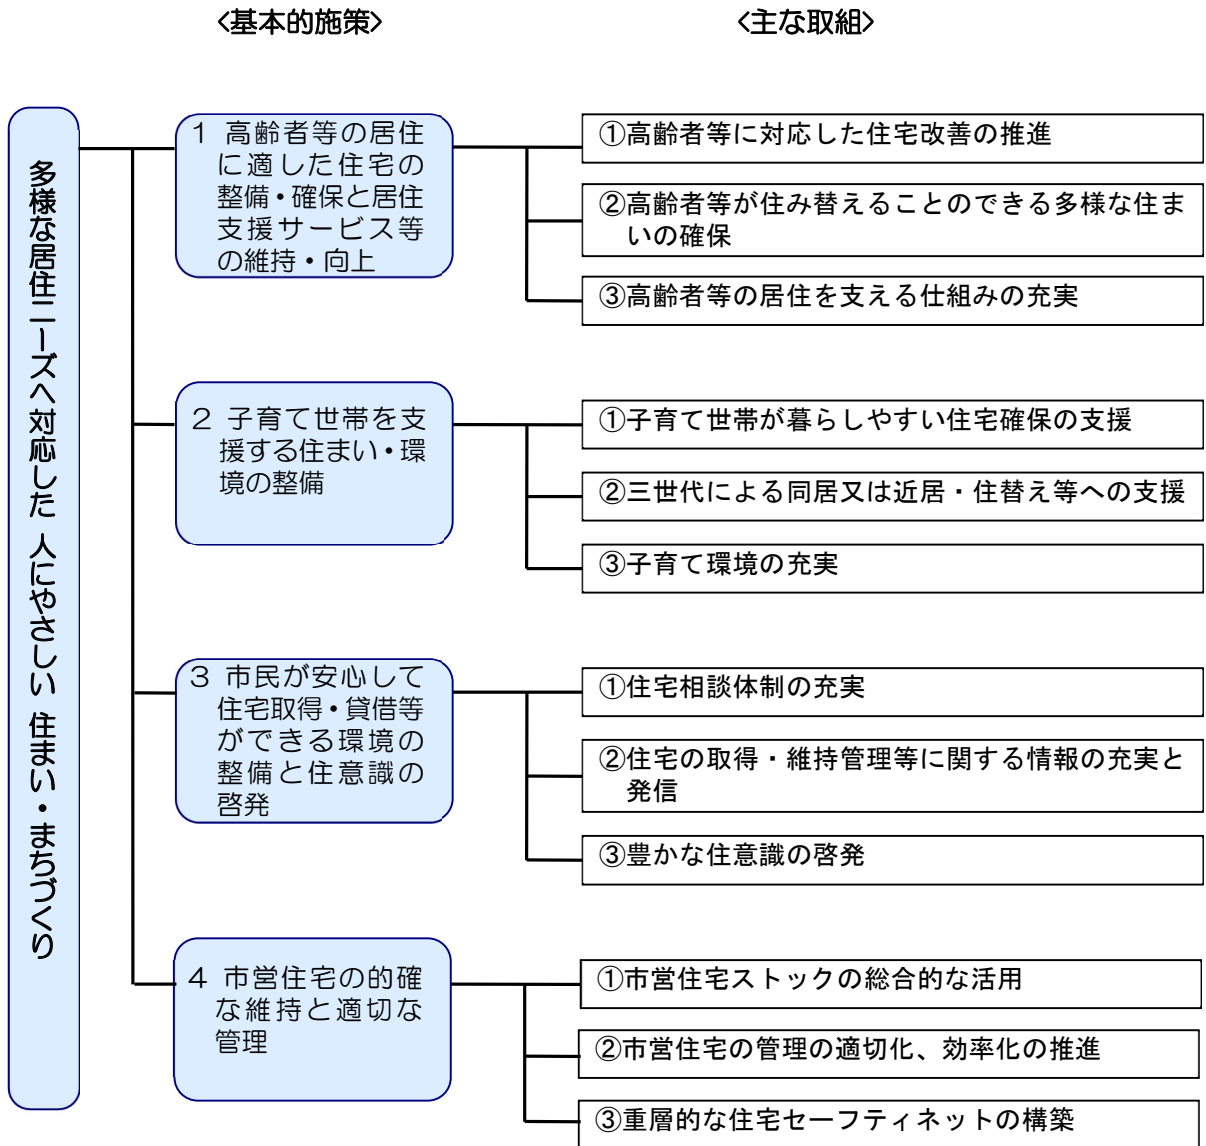 <基本的施策>
<主な取組>
多様な居住ニーズへ対応した 人にやさしい 住まい・まちづくり
1 高齢者等の居住
に適した住宅の
整備・確保と居住
支援サービス等
の維持・向上
①高齢者等に対応した住宅改善の推進
②高齢者等が住み替えることのできる多様な住ま
いの確保
③高齢者等の居住を支える仕組みの充実
2 子育て世帯を支
援する住まい・環
境の整備
①子育て世帯が暮らしやすい住宅確保の支援
②三世代による同居又は近居・住替え等への支援
③子育て環境の充実
3 市民が安心して
住宅取得・貸借等
ができる環境の
整備と住意識の
啓発
①住宅相談体制の充実
②住宅の取得・維持管理等に関する情報の充実と
発信
③豊かな住意識の啓発
4 市営住宅の的確
な維持と適切な
管理
①市営住宅ストックの総合的な活用
②市営住宅の管理の適切化、効率化の推進
③重層的な住宅セーフティネットの構築